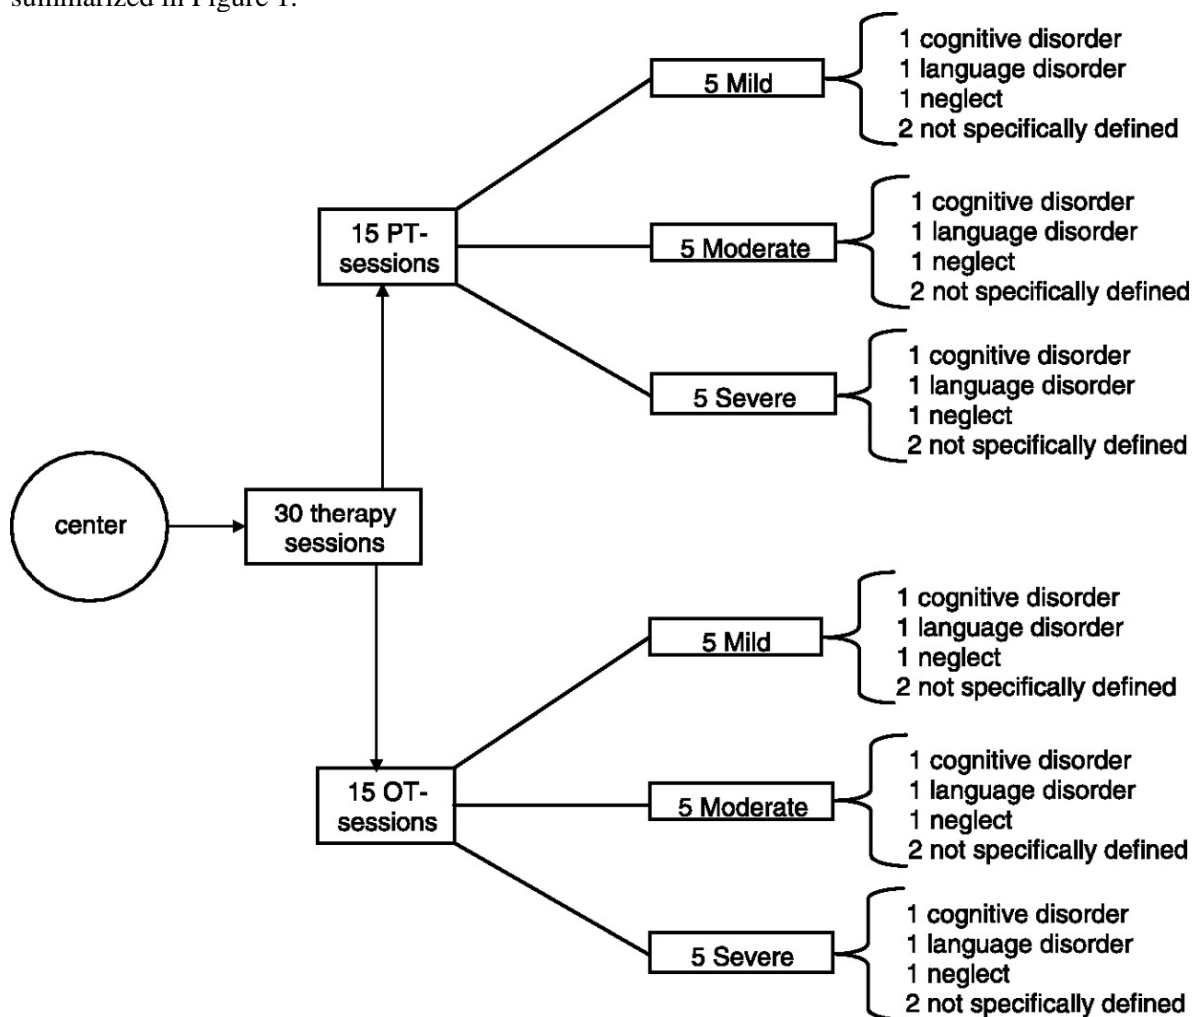 summarized in Figure 1.
1 cognitive disorder
1 language disorder
1 neglect
2 not specifically defined
5 Mild
1 cognitive disorder
1 language disorder
1 neglect
2 not specifically defined
15 PT-
sessions
5 Moderate
1 cognitive disorder
1 language disorder
1 neglect
2 not specifically defined
5 Severe
center
30 therapy
sessions
1 cognitive disorder
1 language disorder
1 neglect
2 not specifically defined
5 Mild
1 cognitive disorder
1 language disorder
1 neglect
2 not specifically defined
15 OT-
sessions
5 Moderate
1 cognitive disorder
1 language disorder
1 neglect
2 not specifically defined
5 Severe